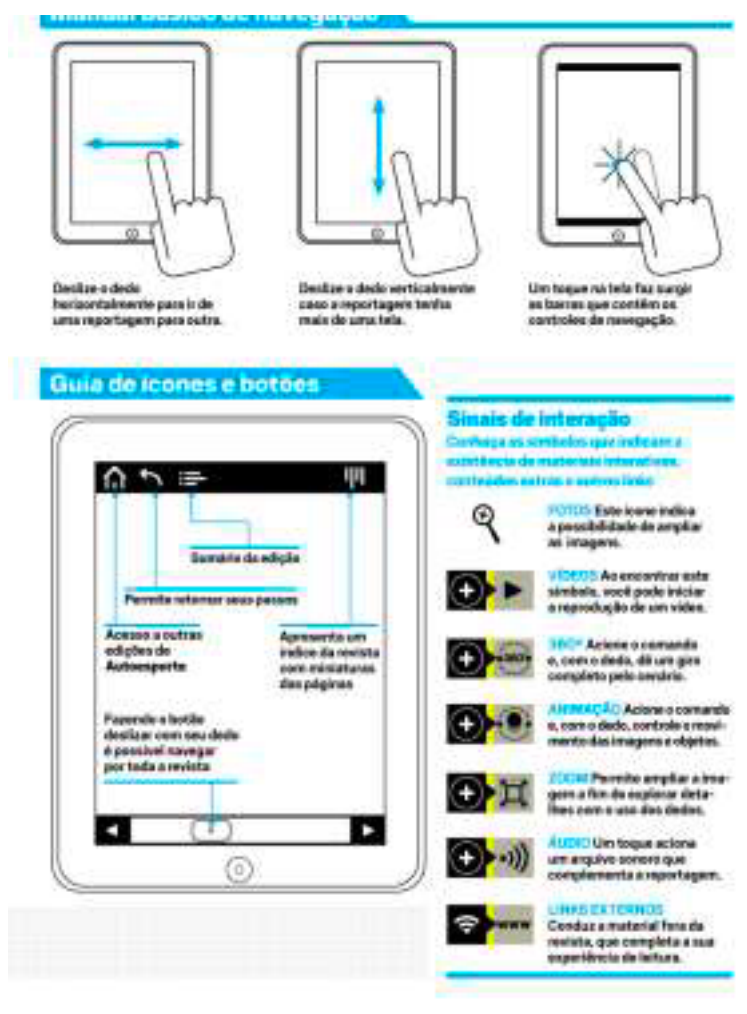 Manual básico de navegação
Deslize o dedo
horizontalmente para ir de
uma reportagem para outra.
Deslize o dedo verticalmente
caso a reportagem tenha
mais de uma tela.
Um toque na tela faz surgir
as barras que contêm os
controles de navegação.
Guia de ícones e botões
Sumário da edição
Permite retornar seus passos
Acesso a outras
edições de
Autoesporte
Apresenta um
índice da revista
com miniaturas
das páginas
Fazendo o botão
deslizar com seu dedo
é possível navegar
por toda a revista
Sinais de interação
Conheça os símbolos que indicam a
existência de materiais interativos,
conteúdos extras e outros links
FOTOS Este ícone indica
a possibilidade de ampliar
as imagens.
VÍDEOS Ao encontrar este
símbolo, você pode iniciar
a reprodução de um vídeo.
360°
360° Acione o comando
e, com o dedo, dê um giro
completo pelo cenário.
ANIMAÇÃO Acione o comando
e, com o dedo, controle o movi-
mento das imagens e objetos.
ZOOM Permite ampliar a ima-
gem a fim de explorar deta-
lhes com o uso dos dedos.
ÁUDIO Um toque aciona
um arquivo sonoro que
complementa a reportagem.
www
LINKS EXTERNOS
Conduz a material fora da
revista, que completa a sua
experiência de leitura.